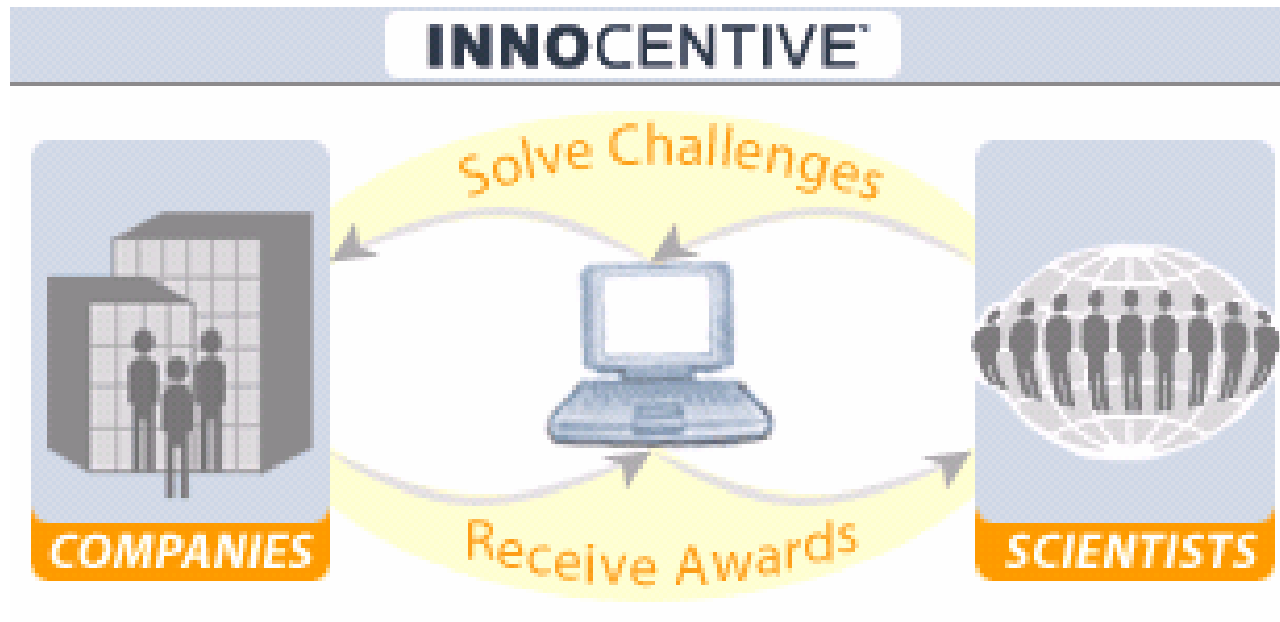 INNOCENTIVE
Solve Challenges
COMPANIES
SCIENTISTS
Receive Awards